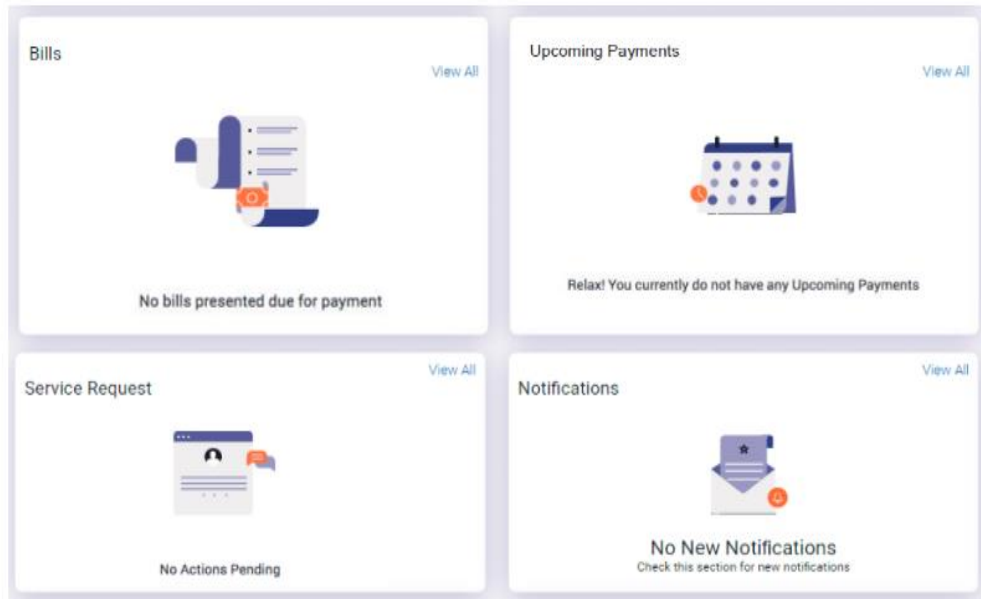 Bills
View All
No bills presented due for payment
Upcoming Payments
View All
Relax! You currently do not have any Upcoming Payments
Service Request
View All
No Actions Pending
Notifications
View All
No New Notifications
Check this section for new notifications